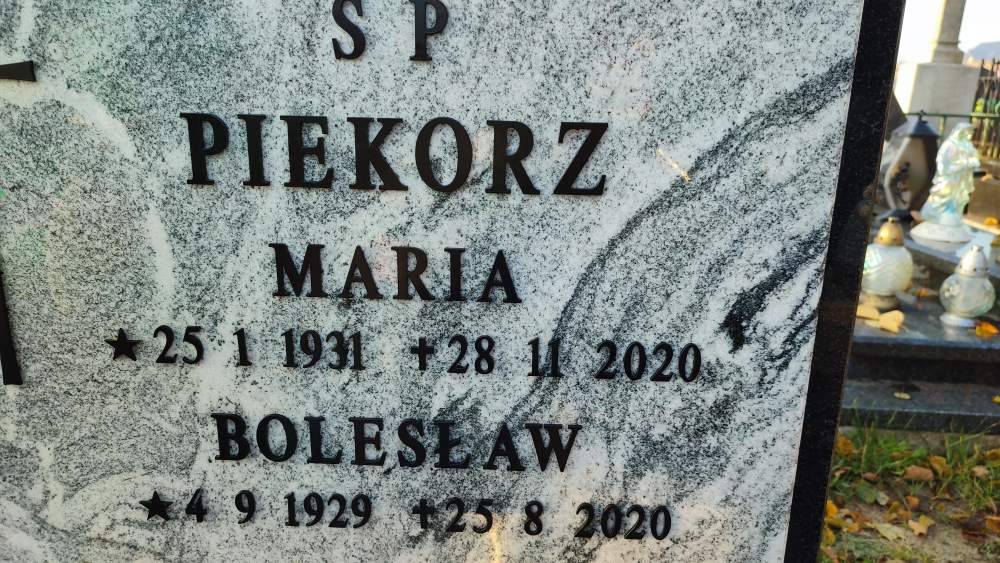 S P
PIEKORZ
MARIA
★ 25 1 1931 ✝ 28 11 2020
BOLESŁAW
★ 4 9 1929 ✝ 25 8 2020